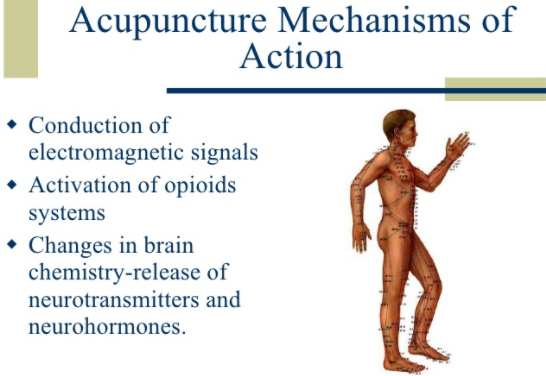 Acupuncture Mechanisms of
Action
◆ Conduction of
electromagnetic signals
◆ Activation of opioids
systems
◆ Changes in brain
chemistry-release of
neurotransmitters and
neurohormones.